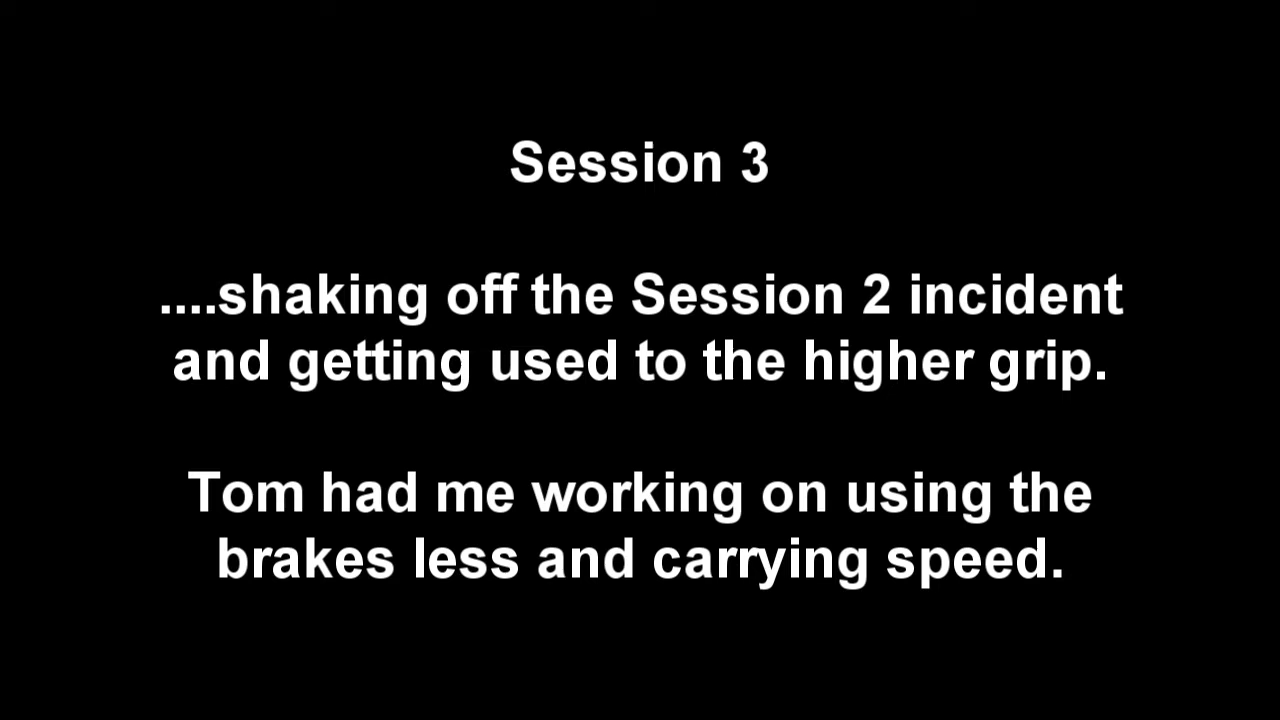 Session 3
....shaking off the Session 2 incident
and getting used to the higher grip.
Tom had me working on using the
brakes less and carrying speed.